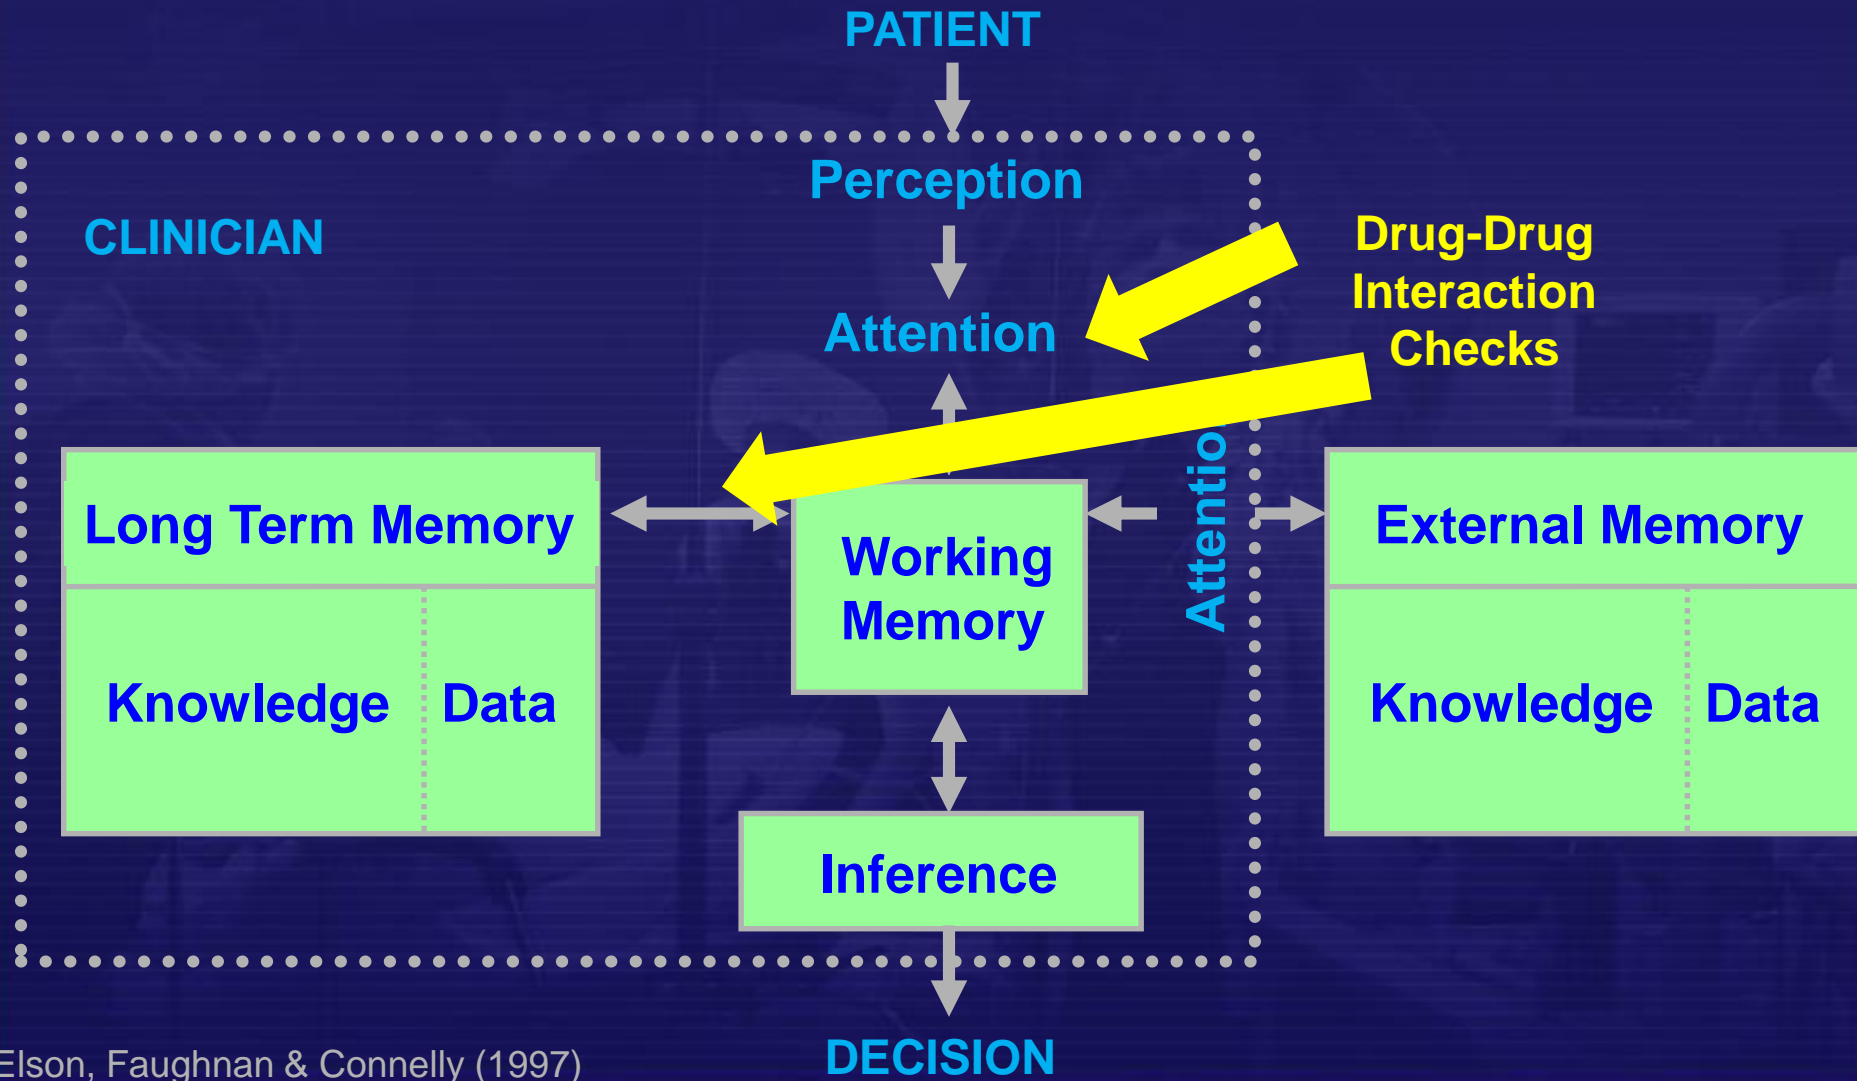 PATIENT
Perception
CLINICIAN
Drug-Drug
Interaction
Checks
Attention
Long Term Memory
Knowledge
Data
Working
Memory
Attentio
External Memory
Knowledge
Data
Inference
DECISION
Elson, Faughnan & Connelly (1997)